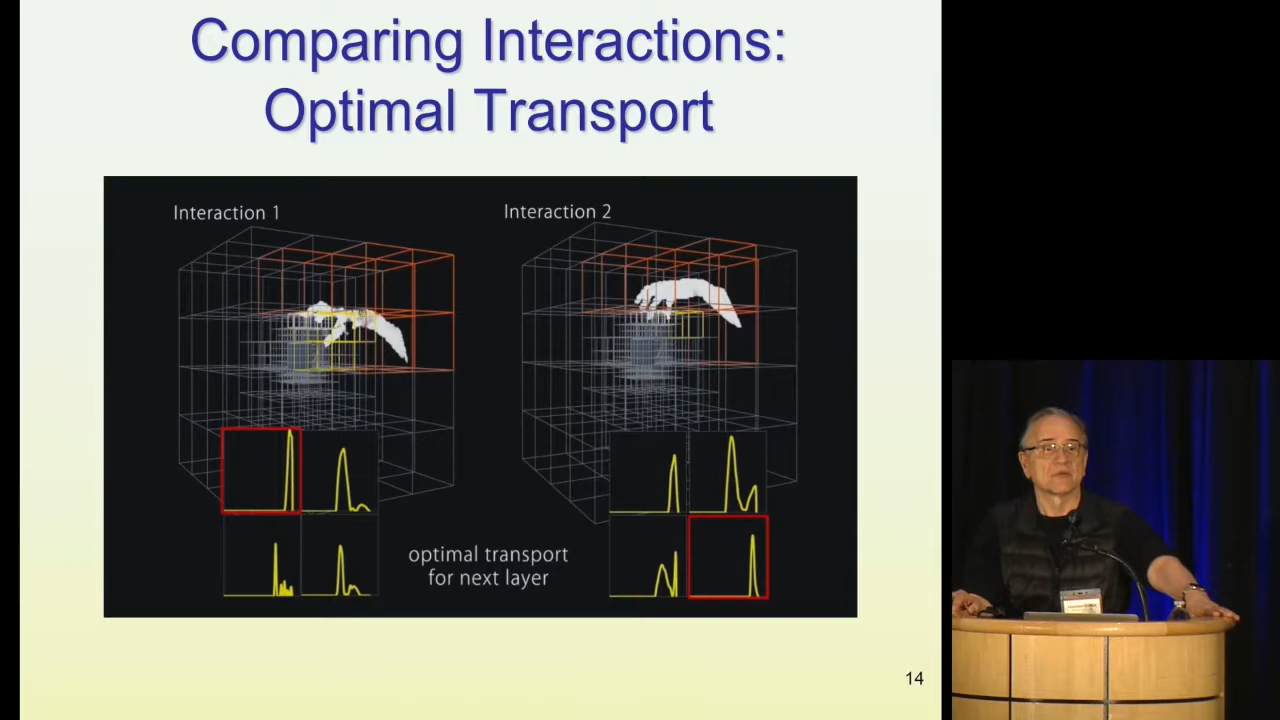 Comparing Interactions:
Optimal Transport
Interaction 1
Interaction 2
optimal transport
for next layer
14